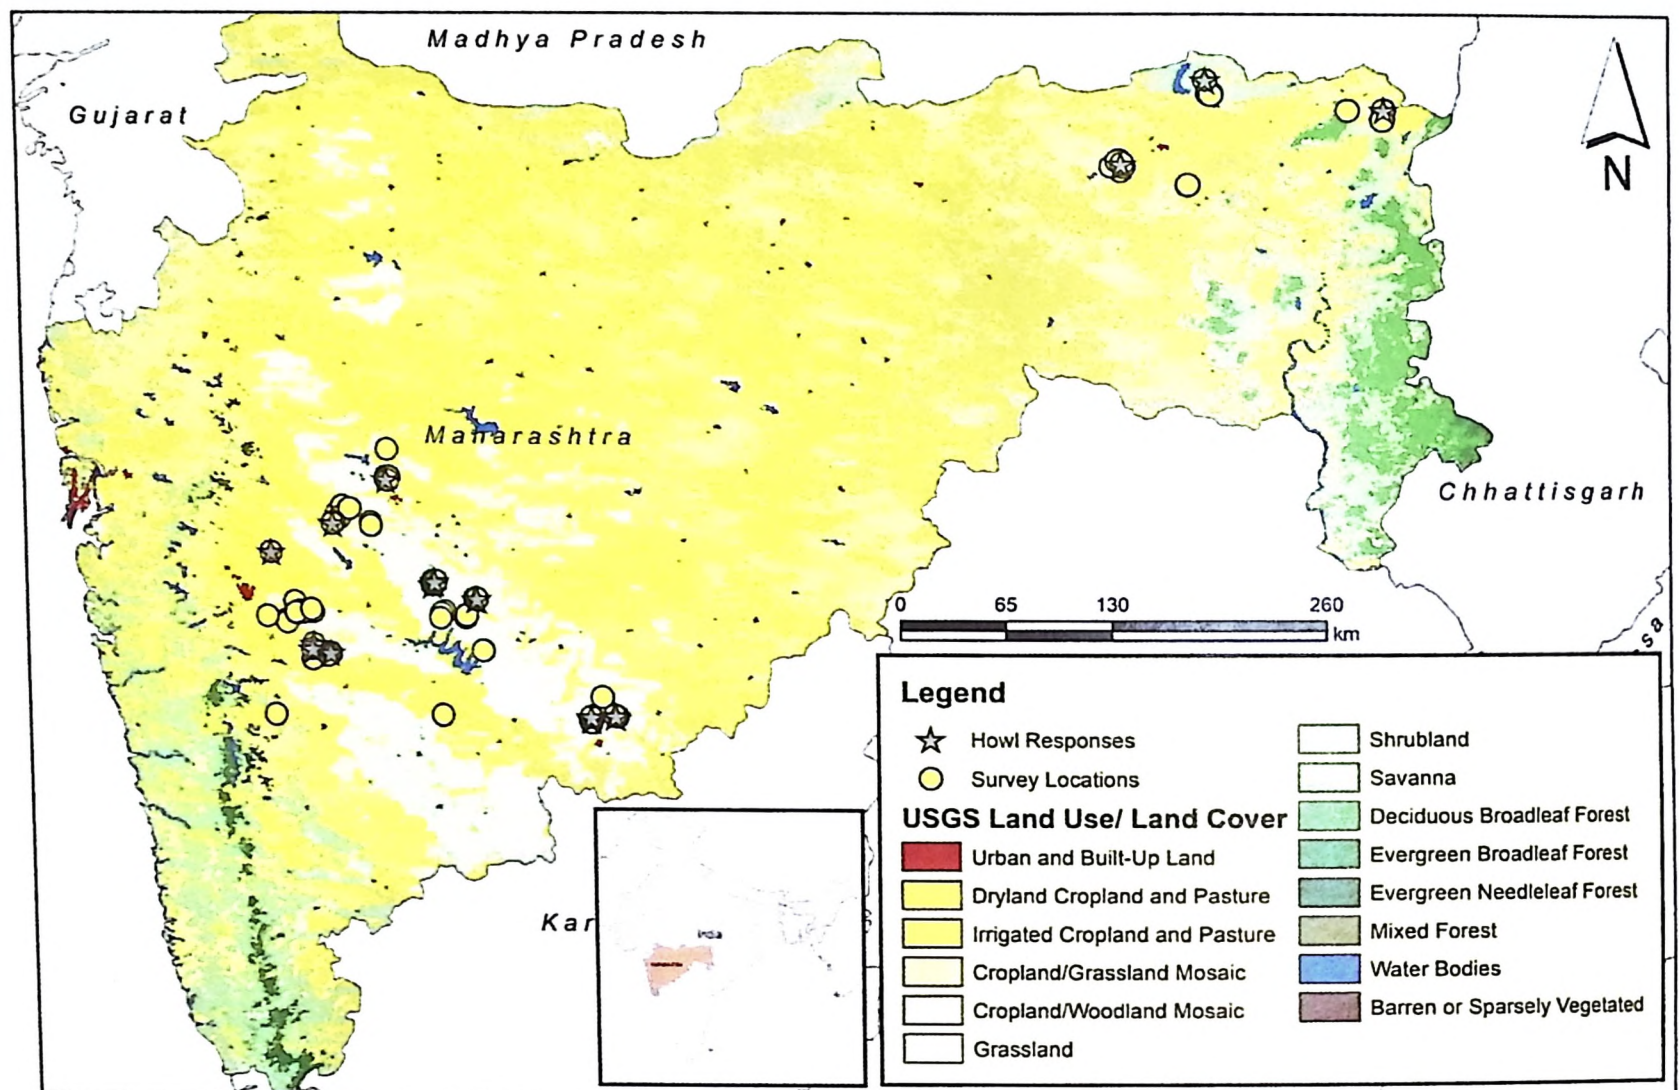 Madhya Pradesh
Gujarat
N
Maharashtra
Chhattisgarh
0 65 130 260
km
sa
Legend
Howl Responses
Survey Locations
USGS Land Use/ Land Cover
Urban and Built-Up Land
Dryland Cropland and Pasture
Irrigated Cropland and Pasture
Cropland/Grassland Mosaic
Cropland/Woodland Mosaic
Grassland
Shrubland
Savanna
Deciduous Broadleaf Forest
Evergreen Broadleaf Forest
Evergreen Needleleaf Forest
Mixed Forest
Water Bodies
Barren or Sparsely Vegetated
Kar
India